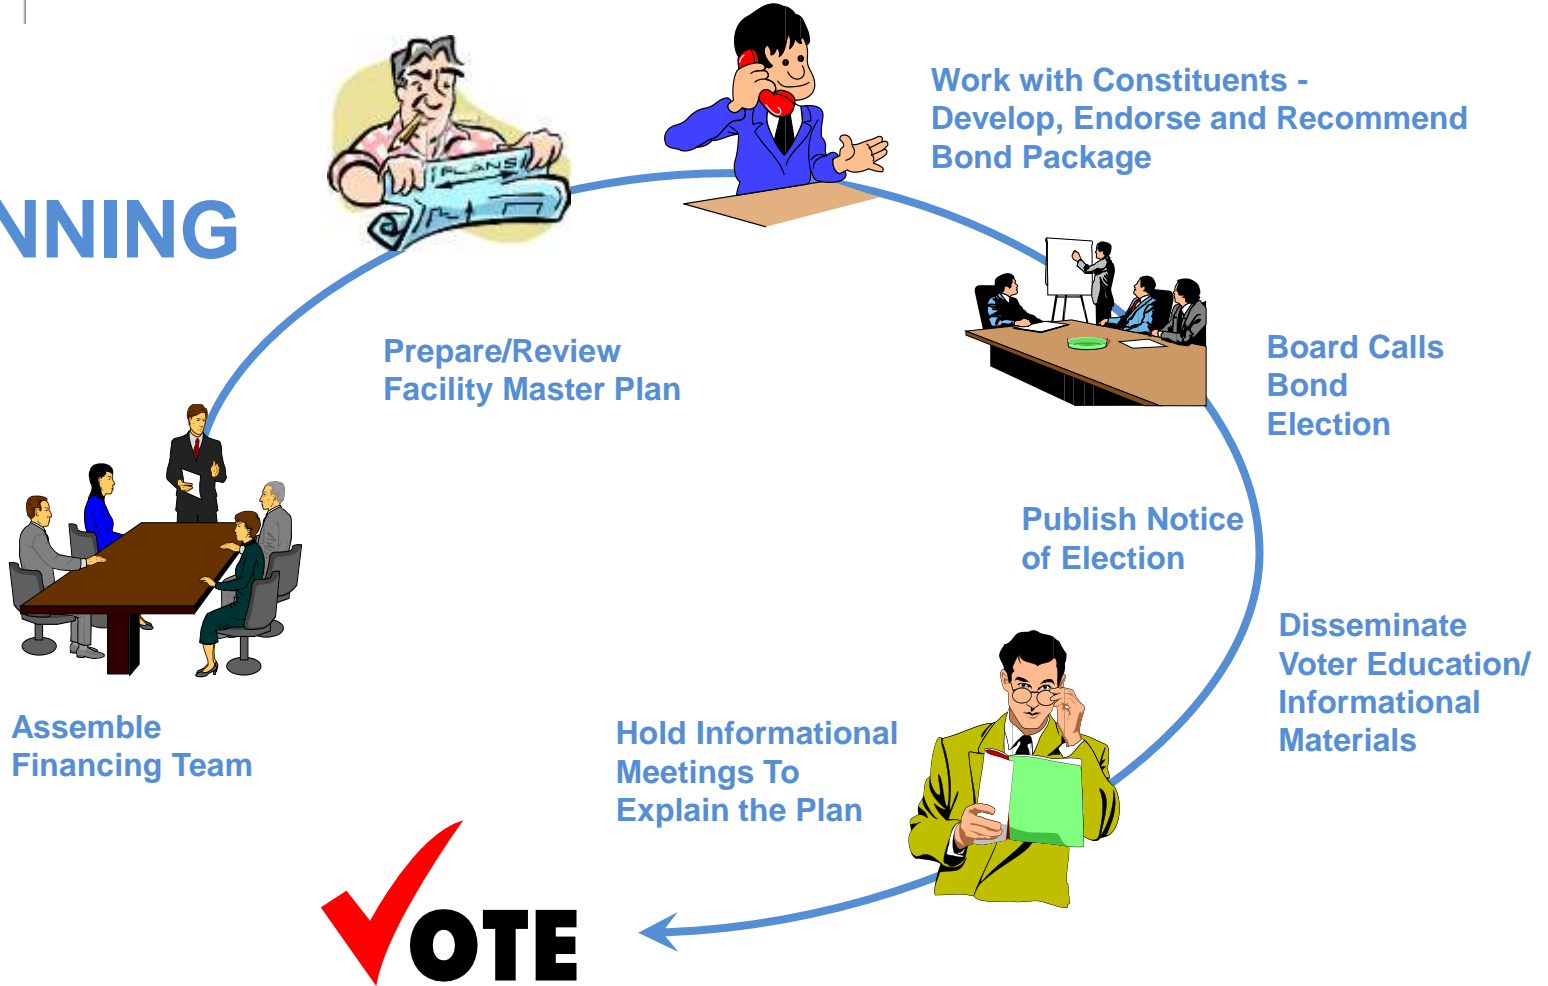 NNING
PLANS
Work with Constituents -
Develop, Endorse and Recommend
Bond Package
Prepare/Review
Facility Master Plan
Board Calls
Bond
Election
Publish Notice
of Election
Disseminate
Voter Education/
Informational
Materials
Assemble
Financing Team
Hold Informational
Meetings To
Explain the Plan
VOTE